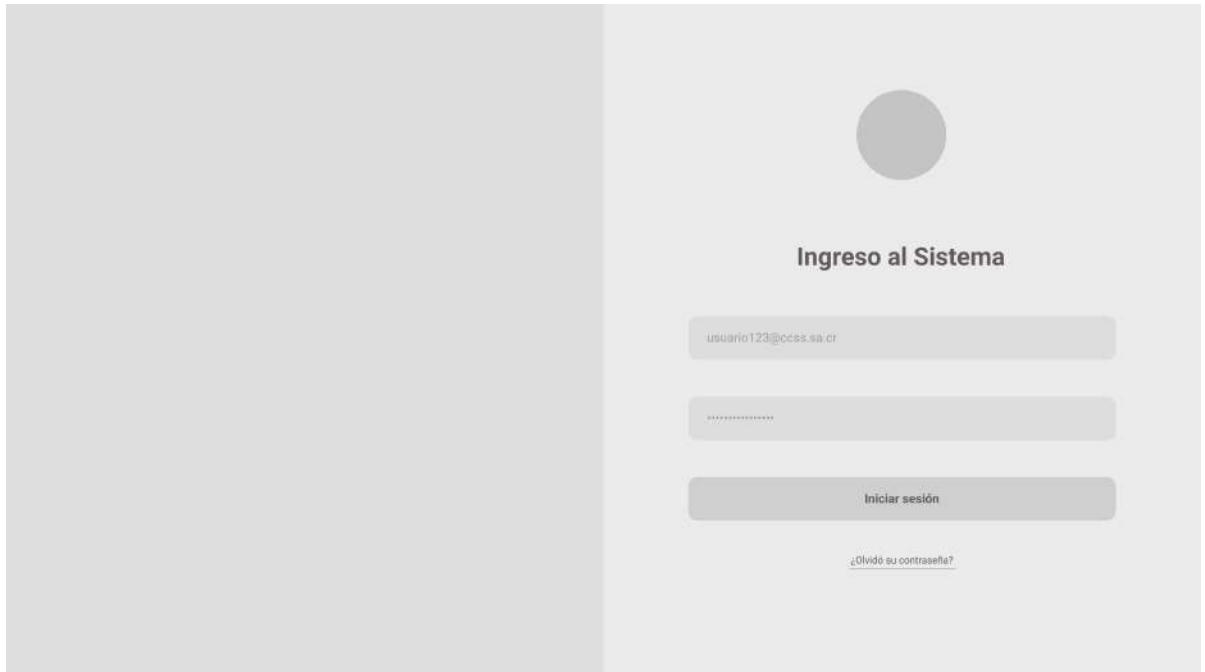 Ingreso al Sistema
usuario123@ccss.sa.cr
Iniciar sesión
¿Olvidó su contraseña?